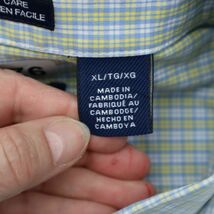 CARE
EN FACILE
XL/TG/XG
MADE IN
CAMBODIA/
FABRIQUÉ AU
CAMBODGE/
HECHO EN
CAMBOYA